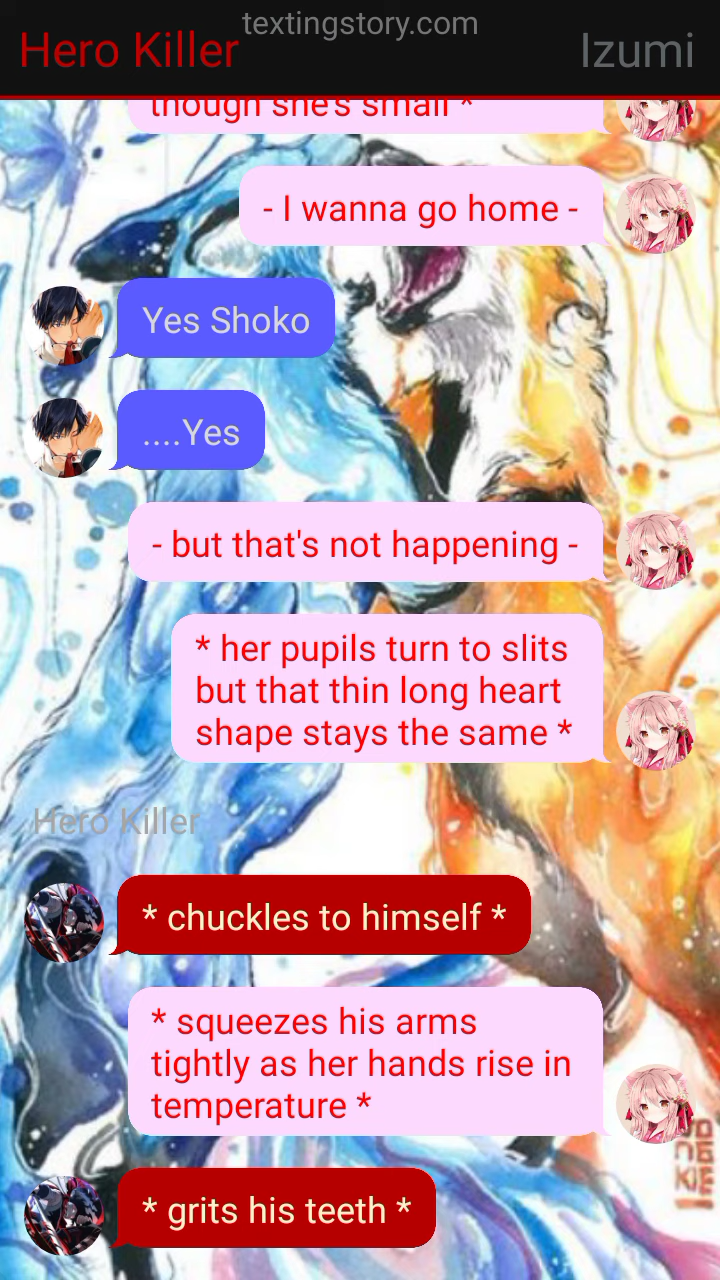 textingstory.com
Hero Killer
Izumi
though she's small *
- I wanna go home -
Yes Shoko
....Yes
- but that's not happening -
* her pupils turn to slits
but that thin long heart
shape stays the same *
Hero Killer
* chuckles to himself *
* squeezes his arms
tightly as her hands rise in
temperature *
* grits his teeth *